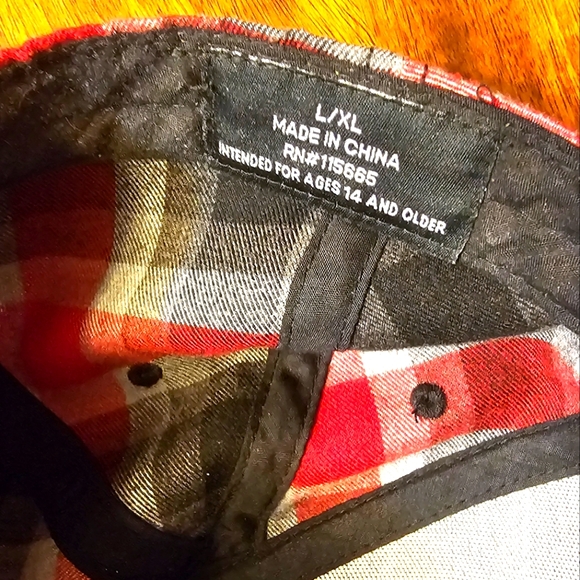 L/XL
MADE IN CHINA
RN#115665
INTENDED FOR AGES 14 AND OLDER